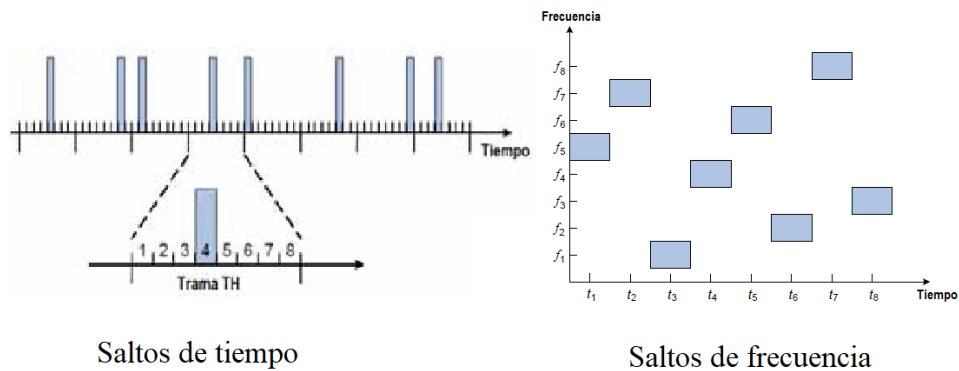 Tiempo
1 2 3 4 5 6 7 8
Trama TH
Saltos de tiempo
Frecuencia
f8
f7
f6
f5
f4
f3
f2
f1
t1 t2 t3 t4 t5 t6 t7 t8 Tiempo
Saltos de frecuencia